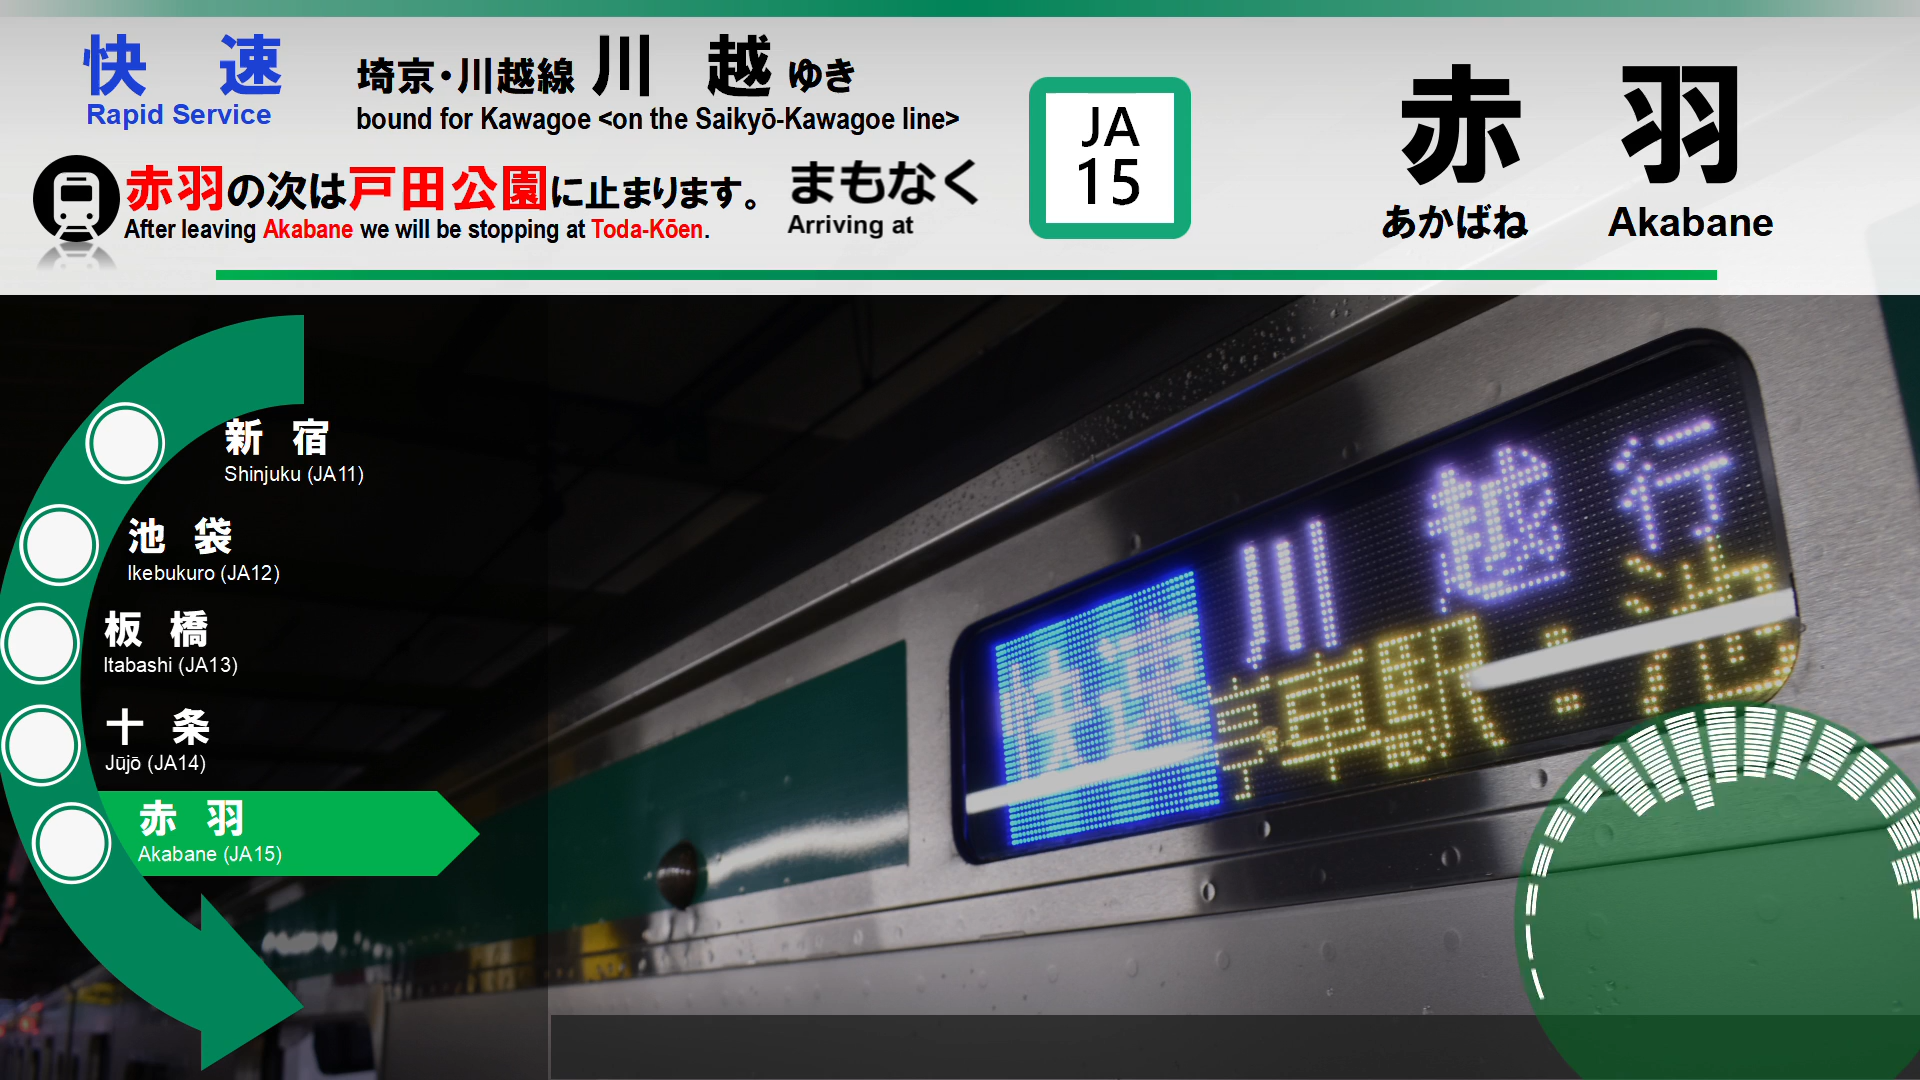 快速
Rapid Service
埼京・川越線 川越 ゆき
bound for Kawagoe <on the Saikyō-Kawagoe line>
赤羽の次は戸田公園に止まります。
After leaving Akabane we will be stopping at Toda-Kōen.
まもなく
Arriving at
JA
15
赤羽
あかばね Akabane
新宿
Shinjuku (JA11)
池袋
Ikebukuro (JA12)
板橋
Itabashi (JA13)
十条
Jūjō (JA14)
赤羽
Akabane (JA15)
快速
川越行
車駅:池